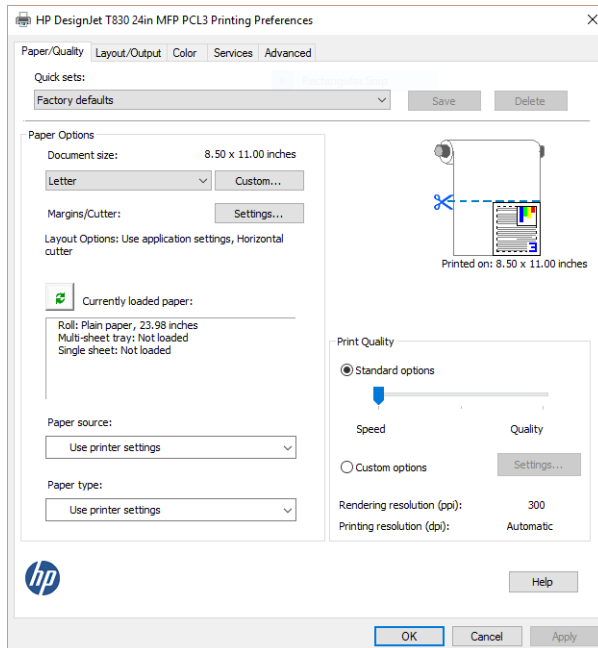 HP DesignJet T830 24in MFP PCL3 Printing Preferences
Paper/Quality Layout/Output Color Services Advanced
Quick sets:
Factory defaults Save Delete
Paper Options
Document size: 8.50 x 11.00 inches
Letter Custom...
Margins/Cutter: Settings...
Layout Options: Use application settings, Horizontal
cutter
Printed on: 8.50 x 11.00 inches
Currently loaded paper:
Roll: Plain paper, 23.98 inches
Multi-sheet tray: Not loaded
Single sheet: Not loaded
Paper source:
Use printer settings
Paper type:
Use printer settings
Print Quality
Standard options
Speed Quality
Custom options Settings...
Rendering resolution (ppi): 300
Printing resolution (dpi): Automatic
hp
Help
OK Cancel Apply